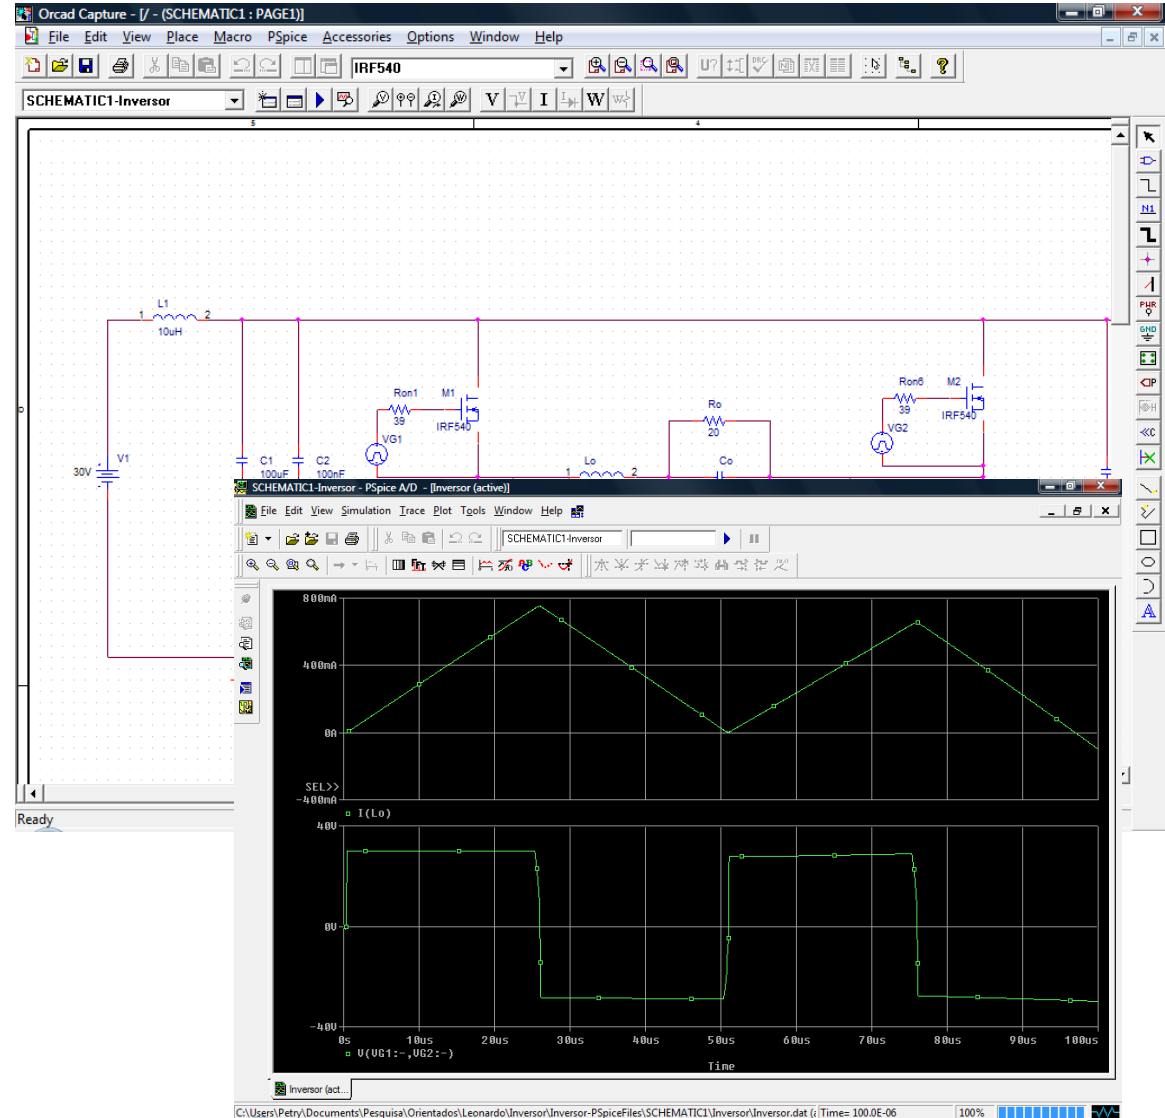 Orcad Capture - [/ - (SCHEMATIC1 : PAGE1)]
File Edit View Place Macro PSpice Accessories Options Window Help
IRF540
U?
SCHEMATIC1-Inversor
V I W
5 4
N1
PWR
GND
L1
1 2
10uH
Ron1 M1
39
IRF540
VG1
Ro
20
Ron6 M2
39
IRF540
VG2
30V V1
C1 C2
100uF 100nF
Lo Co
1 2
D
A
SCHEMATIC1-Inversor - PSpice A/D - [Inversor (active)]
File Edit View Simulation Trace Plot Tools Window Help
SCHEMATIC1-Inversor
800mA
400mA
0A
SEL>>
-400mA
I(Lo)
40V
0V
-40V
0s 10us 20us 30us 40us 50us 60us 70us 80us 90us 100us
V(VG1:-,VG2:-)
Time
Inversor (act...
Ready
C:\Users\Petry\Documents\Pesquisa\Orientados\Leonardo\Inversor\Inversor-PSpiceFiles\SCHEMATIC1\Inversor\Inversor.dat (a Time= 100.0E-06 100%